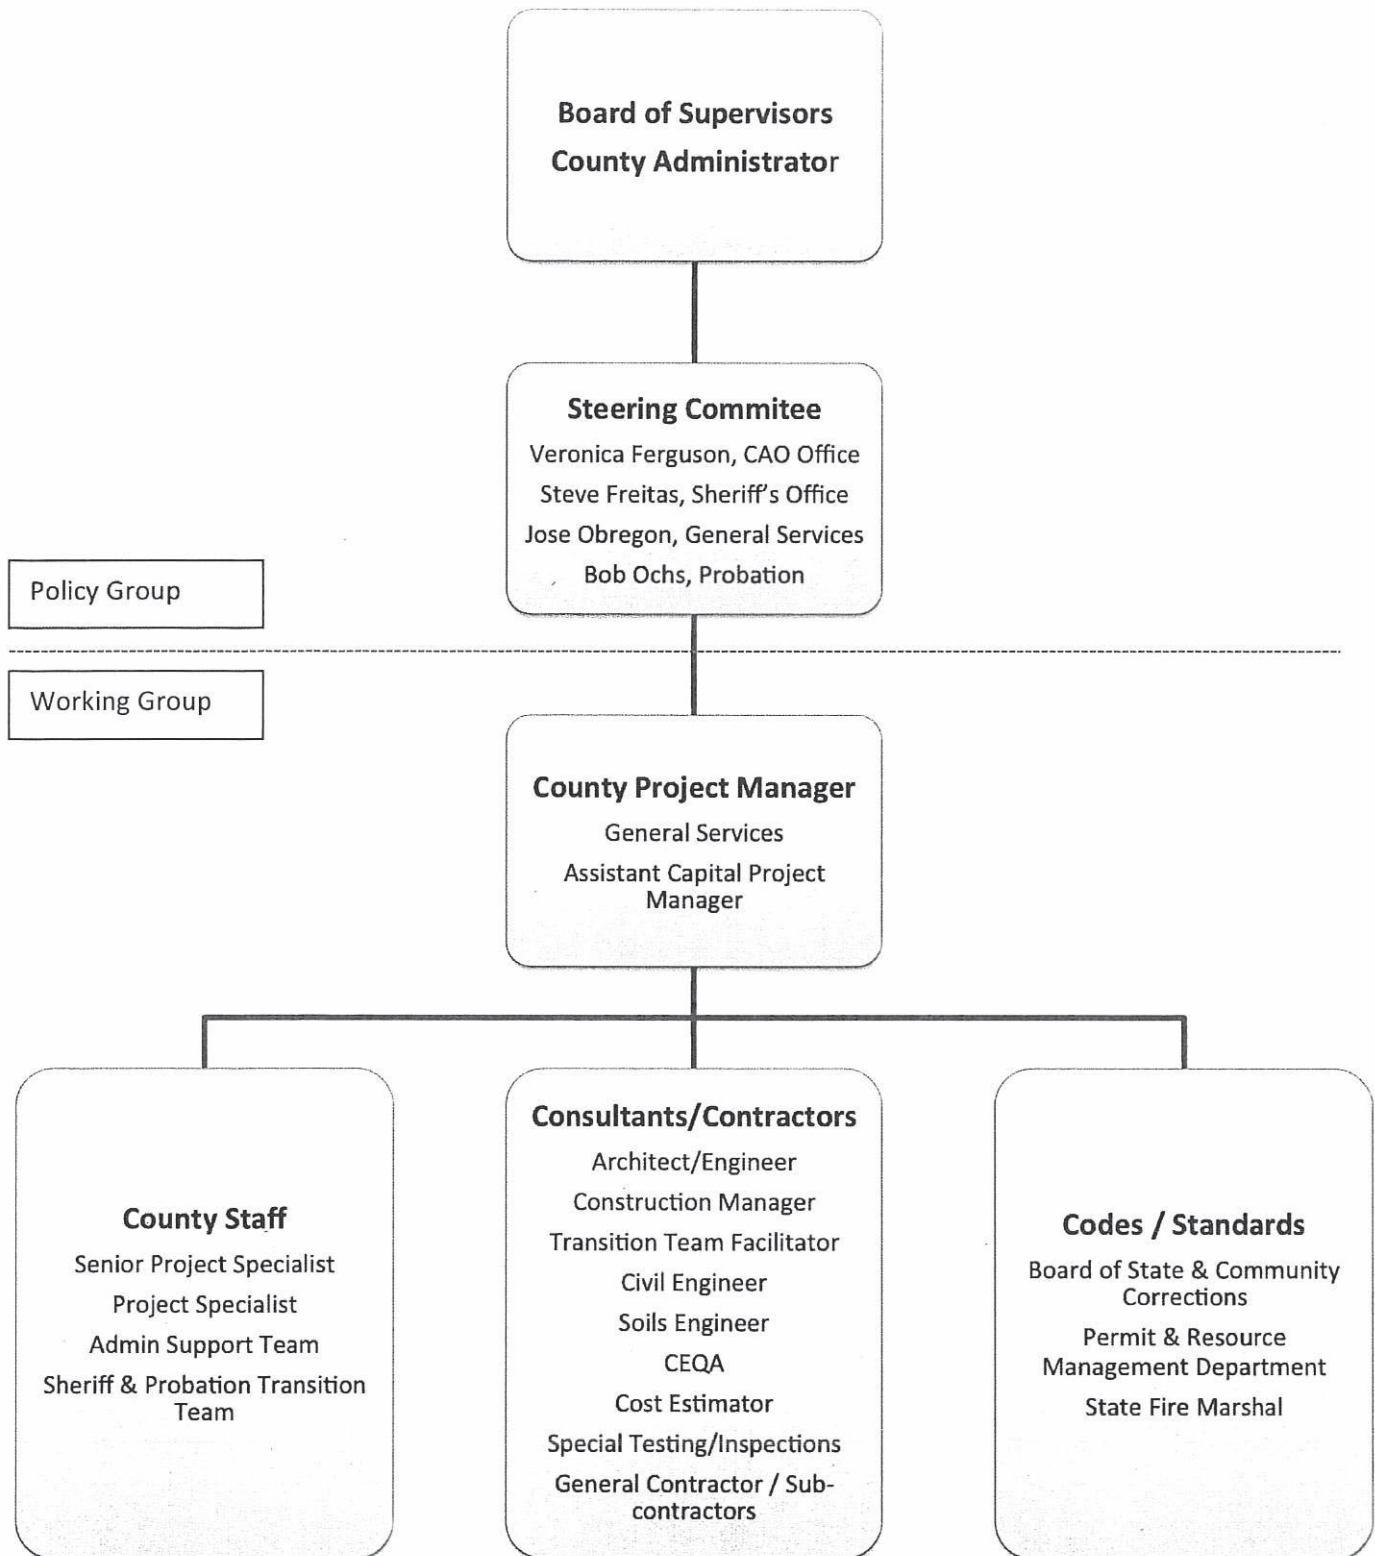 Board of Supervisors
County Administrator
Steering Commitee
Veronica Ferguson, CAO Office
Steve Freitas, Sheriff's Office
Jose Obregon, General Services
Bob Ochs, Probation
Policy Group
Working Group
County Project Manager
General Services
Assistant Capital Project
Manager
County Staff
Senior Project Specialist
Project Specialist
Admin Support Team
Sheriff & Probation Transition
Team
Consultants/Contractors
Architect/Engineer
Construction Manager
Transition Team Facilitator
Civil Engineer
Soils Engineer
CEQA
Cost Estimator
Special Testing/Inspections
General Contractor / Sub-
contractors
Codes / Standards
Board of State & Community
Corrections
Permit & Resource
Management Department
State Fire Marshal